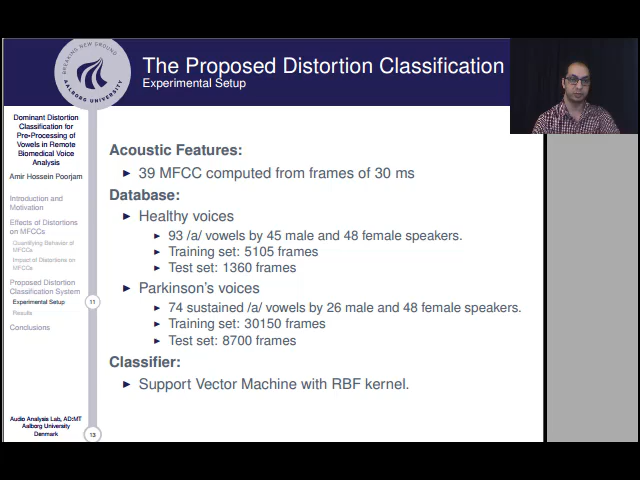 BREAKING NEW GROUND
AALBORG UNIVERSITY
The Proposed Distortion Classification
Experimental Setup
Dominant Distortion
Classification for
Pre-Processing of
Vowels in Remote
Biomedical Voice
Analysis
Amir Hossein Poorjam
Introduction and
Motivation
Effects of Distortions
on MFCCs
Quantifying Behavior of
MFCCs
Impact of Distortions on
MFCCs
Proposed Distortion
Classification System
Experimental Setup
11
Results
Conclusions
Audio Analysis Lab, AD:MT
Aalborg University
Denmark
13
Acoustic Features:
► 39 MFCC computed from frames of 30 ms
Database:
► Healthy voices
► 93 /a/ vowels by 45 male and 48 female speakers.
► Training set: 5105 frames
► Test set: 1360 frames
► Parkinson's voices
► 74 sustained /a/ vowels by 26 male and 48 female speakers.
► Training set: 30150 frames
► Test set: 8700 frames
Classifier:
► Support Vector Machine with RBF kernel.